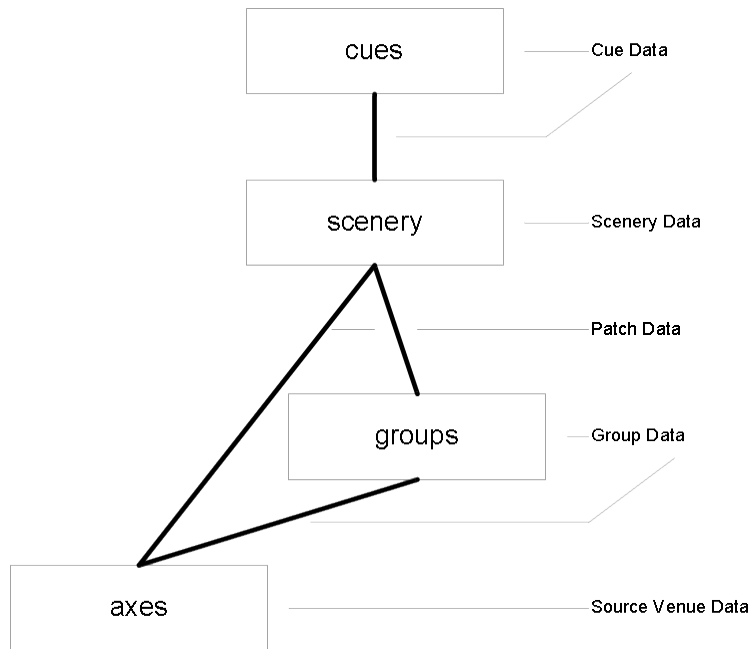 cues
Cue Data
scenery
Scenery Data
Patch Data
groups
Group Data
axes
Source Venue Data